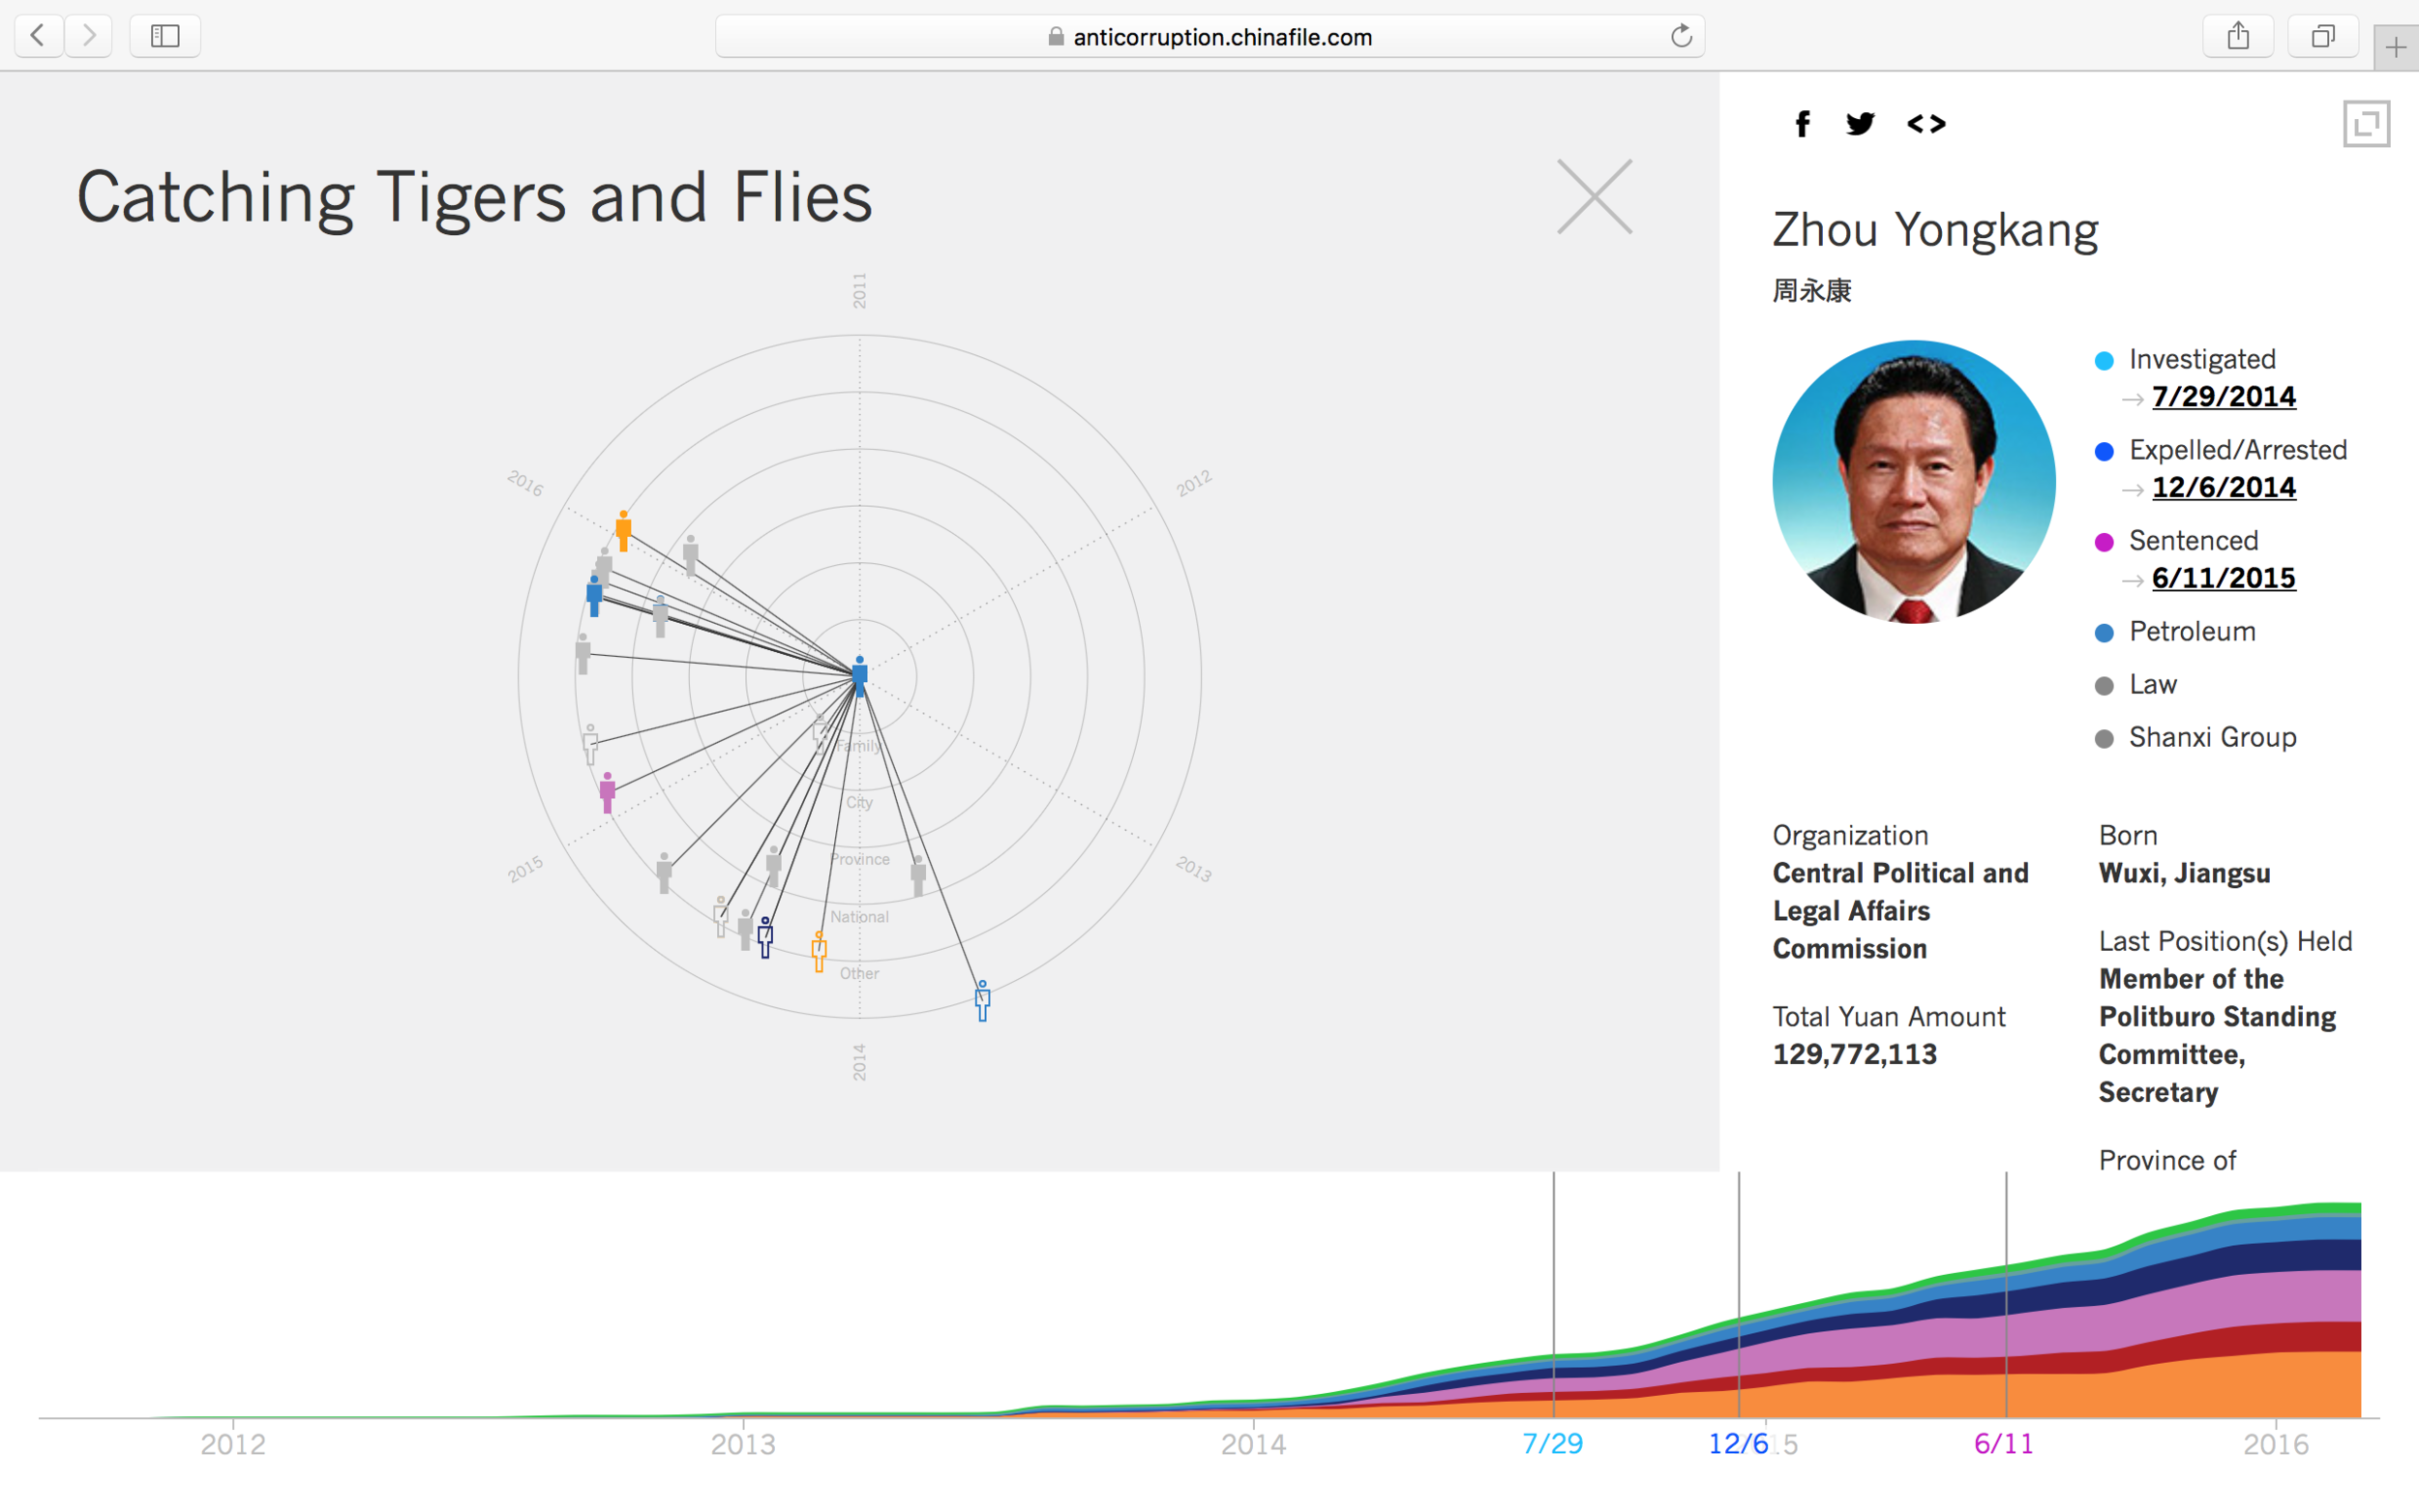 anticorruption.chinafile.com
Catching Tigers and Flies
2011
2012
2013
2014
2015
2016
Family
City
Province
National
Other
Zhou Yongkang
周永康
Investigated
→ 7/29/2014
Expelled/Arrested
→ 12/6/2014
Sentenced
→ 6/11/2015
Petroleum
Law
Shanxi Group
Organization
Central Political and
Legal Affairs
Commission
Total Yuan Amount
129,772,113
Born
Wuxi, Jiangsu
Last Position(s) Held
Member of the
Politburo Standing
Committee,
Secretary
Province of
2012
2013
2014
7/29
12/6
15
6/11
2016